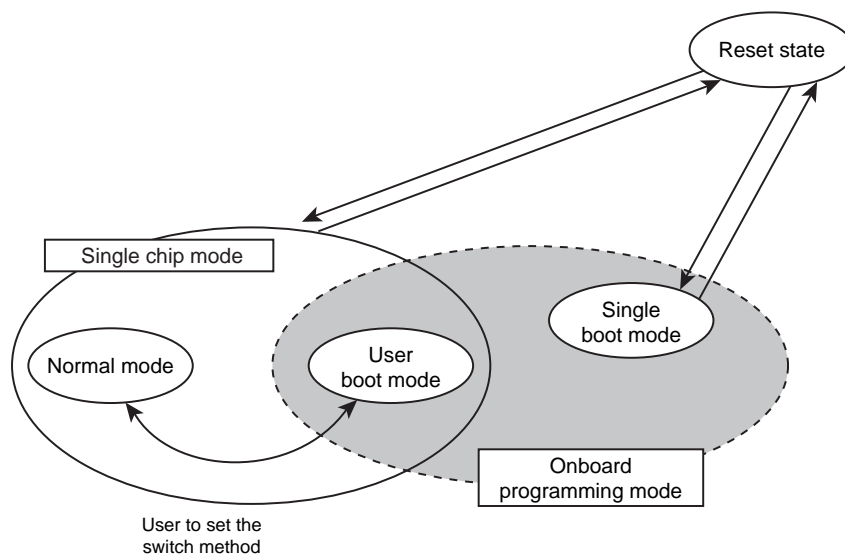 Reset state
Single chip mode
Single
boot mode
Normal mode
User
boot mode
Onboard
programming mode
User to set the
switch method